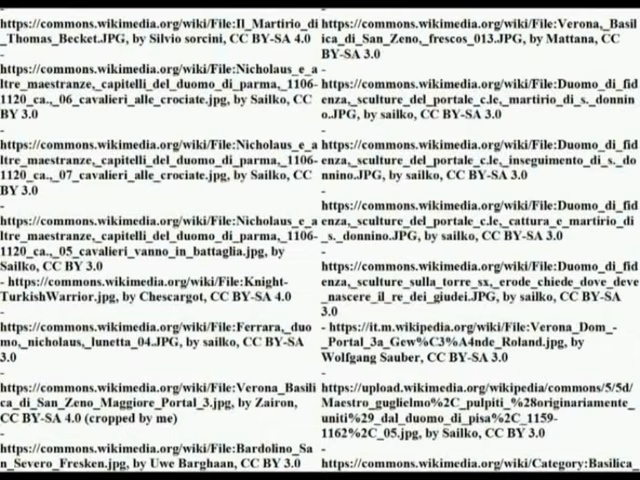 https://commons.wikimedia.org/wiki/File:Il_Martirio_di
_Thomas_Becket.JPG, by Silvio sorcini, CC BY-SA 4.0
-
https://commons.wikimedia.org/wiki/File:Nicholaus_e_a
ltre_maestranze,_capitelli_del_duomo_di_parma,_1106-
1120_ca.,_06_cavalieri_alle_crociate.jpg, by Sailko, CC
BY 3.0
-
https://commons.wikimedia.org/wiki/File:Nicholaus_e_a
ltre_maestranze,_capitelli_del_duomo_di_parma,_1106-
1120_ca.,_07_cavalieri_alle_crociate.jpg, by Sailko, CC
BY 3.0
-
https://commons.wikimedia.org/wiki/File:Nicholaus_e_a
ltre_maestranze,_capitelli_del_duomo_di_parma,_1106-
1120_ca.,_05_cavalieri_vanno_in_battaglia.jpg, by
Sailko, CC BY 3.0
- https://commons.wikimedia.org/wiki/File:Knight-
TurkishWarrior.jpg, by Chescargot, CC BY-SA 4.0
-
https://commons.wikimedia.org/wiki/File:Ferrara,_duo
mo,_nicholaus,_lunetta_04.JPG, by sailko, CC BY-SA
3.0
-
https://commons.wikimedia.org/wiki/File:Verona_Basili
ca_di_San_Zeno_Maggiore_Portal_3.jpg, by Zairon,
CC BY-SA 4.0 (cropped by me)
-
https://commons.wikimedia.org/wiki/File:Bardolino_Sa
n_Severo_Fresken.jpg, by Uwe Barghaan, CC BY 3.0
-
https://commons.wikimedia.org/wiki/File:Verona,_Basil
ica_di_San_Zeno,_frescos_013.JPG, by Mattana, CC
BY-SA 3.0
-
https://commons.wikimedia.org/wiki/File:Duomo_di_fid
enza,_sculture_del_portale_c.le,_martirio_di_s._donnin
o.JPG, by sailko, CC BY-SA 3.0
-
https://commons.wikimedia.org/wiki/File:Duomo_di_fid
enza,_sculture_del_portale_c.le,_inseguimento_di_s._do
nnino.JPG, by sailko, CC BY-SA 3.0
-
https://commons.wikimedia.org/wiki/File:Duomo_di_fid
enza,_sculture_del_portale_c.le,_cattura_e_martirio_di
_s._donnino.JPG, by sailko, CC BY-SA 3.0
-
https://commons.wikimedia.org/wiki/File:Duomo_di_fid
enza,_sculture_sulla_torre_sx,_erode_chiede_dove_deve
_nascere_il_re_dei_giudei.JPG, by sailko, CC BY-SA
3.0
- https://it.m.wikipedia.org/wiki/File:Verona_Dom_-
_Portal_3a_Gew%C3%A4nde_Roland.jpg, by
Wolfgang Sauber, CC BY-SA 3.0
-
https://upload.wikimedia.org/wikipedia/commons/5/5d/
Maestro_guglielmo%2C_pulpiti_%28originariamente_
uniti%29_dal_duomo_di_pisa%2C_1159-
1162%2C_05.jpg, by Sailko, CC BY-SA 3.0
-
https://commons.wikimedia.org/wiki/Category:Basilica_